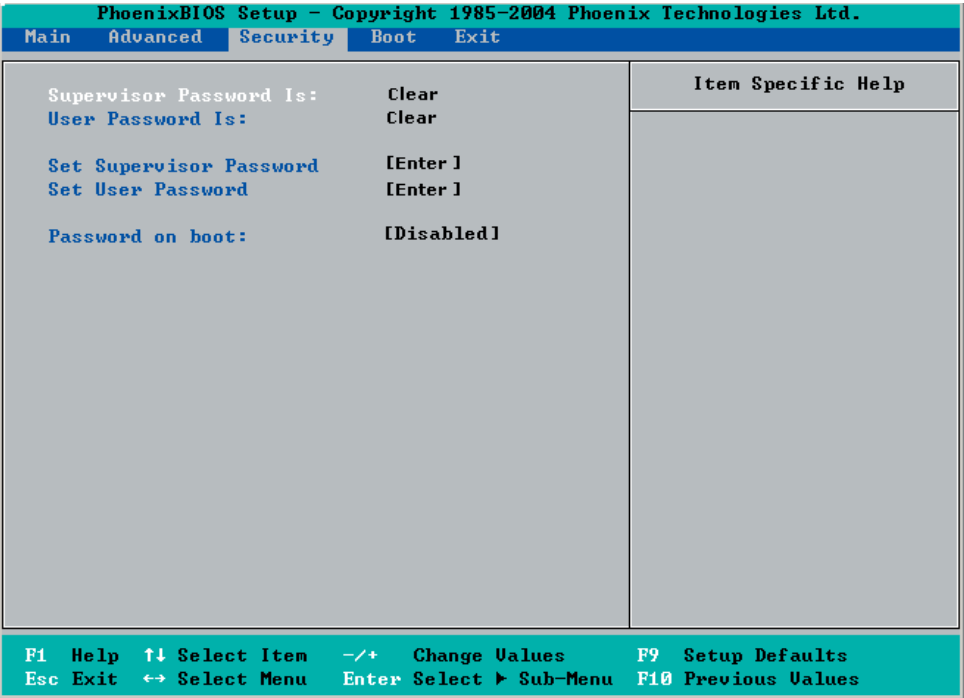 PhoenixBIOS Setup - Copyright 1985-2004 Phoenix Technologies Ltd.
Main Advanced Security Boot Exit
Item Specific Help
Supervisor Password Is: Clear
User Password Is: Clear
Set Supervisor Password [Enter ]
Set User Password [Enter ]
Password on boot: [Disabled]
F1 Help ↑↓ Select Item -/+ Change Values F9 Setup Defaults
Esc Exit ↔ Select Menu Enter Select ▶ Sub-Menu F10 Previous Values